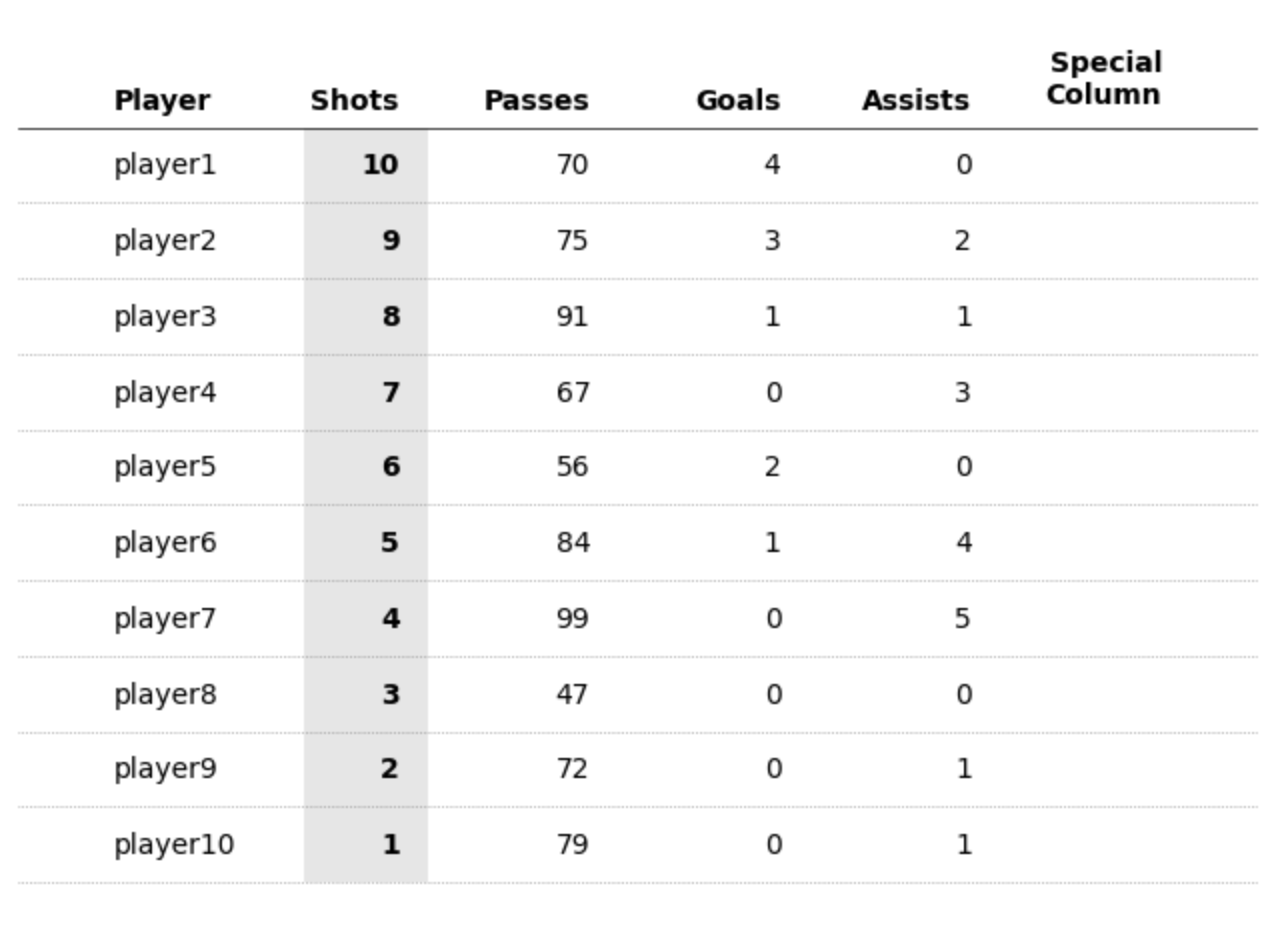 Player Shots Passes Goals Assists Special
Column
player1 10 70 4 0
player2 9 75 3 2
player3 8 91 1 1
player4 7 67 0 3
player5 6 56 2 0
player6 5 84 1 4
player7 4 99 0 5
player8 3 47 0 0
player9 2 72 0 1
player10 1 79 0 1